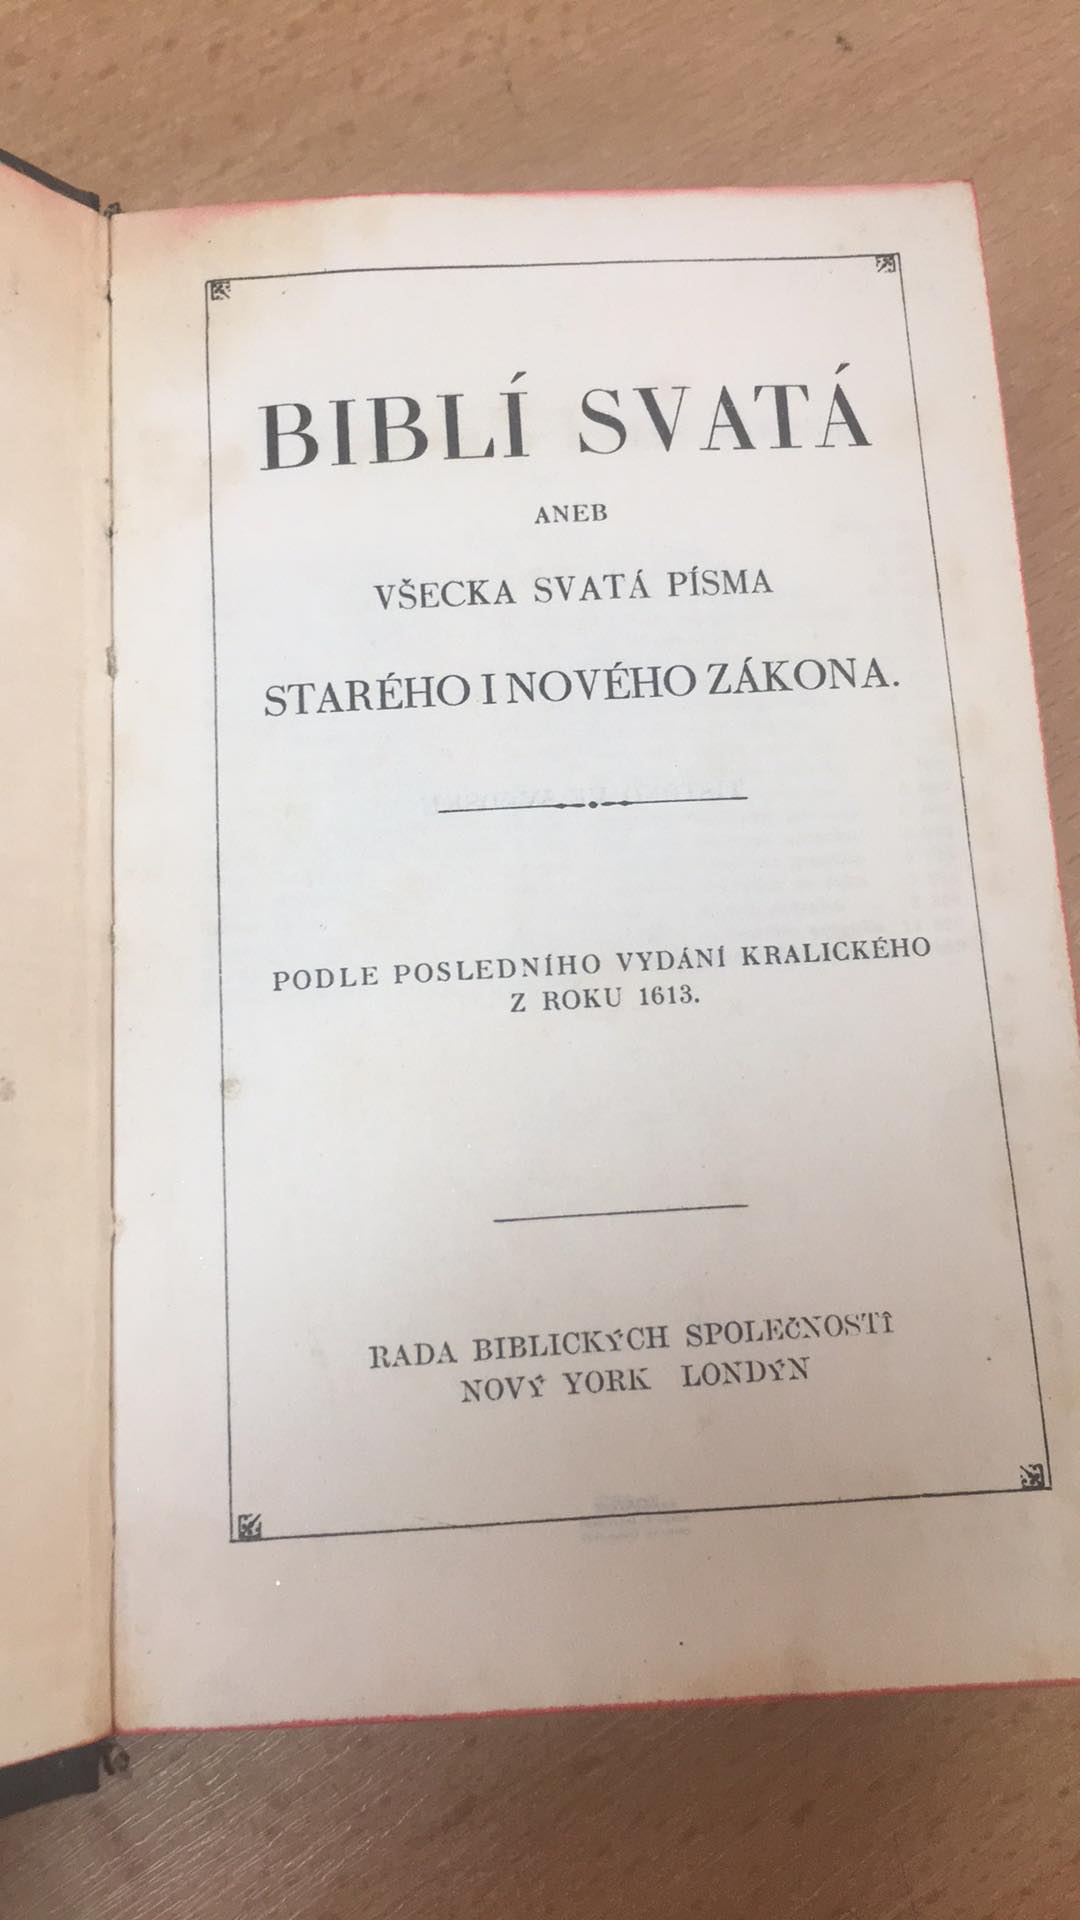 BIBLÍ SVATÁ
ANEB
VŠECKA SVATÁ PÍSMA
STARÉHO I NOVÉHO ZÁKONA.
PODLE POSLEDNÍHO VYDÁNÍ KRALICKÉHO
Z ROKU 1613.
RADA BIBLICKÝCH SPOLEČNOSTÎ
NOVÝ YORK LONDÝN